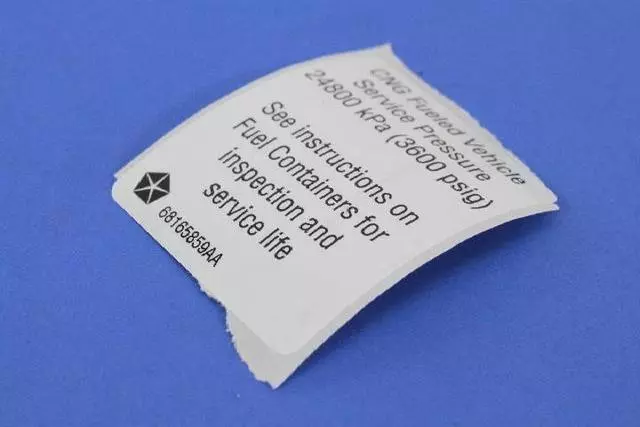 CNG Fueled Vehicle
Service Pressure
24800 kPa (3600 psig)
See instructions on
Fuel Containers for
inspection and
service life
68165859AA